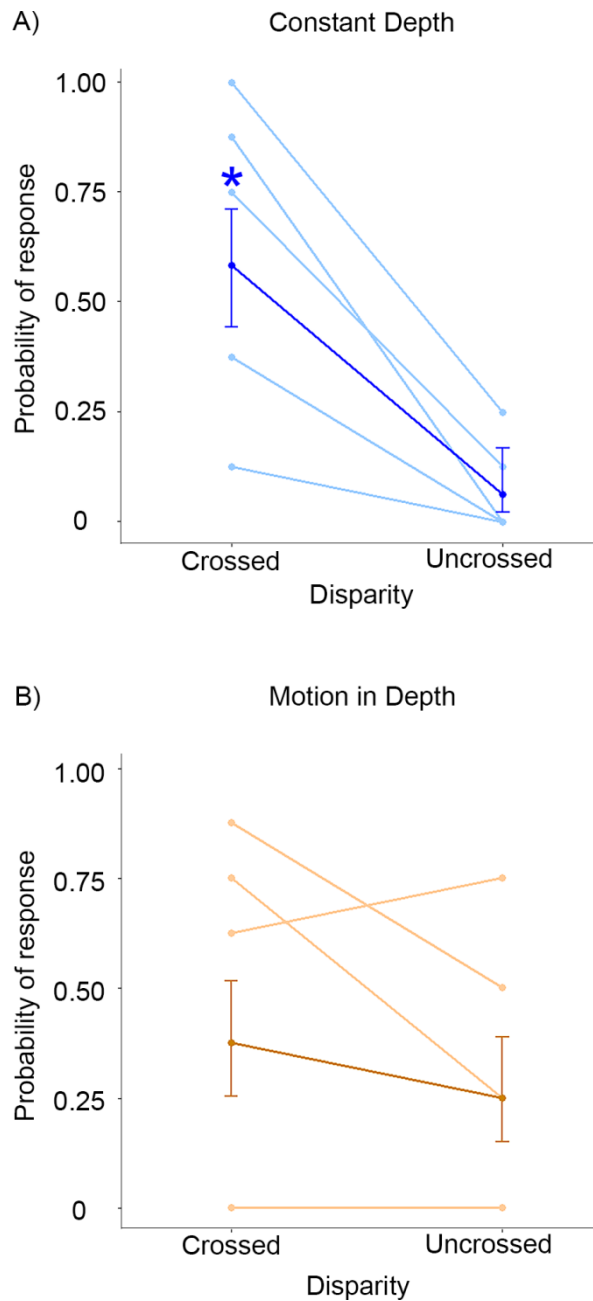 A)
Constant Depth
Probability of response
1.00
0.75
0.50
0.25
0
*
Crossed
Uncrossed
Disparity
B)
Motion in Depth
Probability of response
1.00
0.75
0.50
0.25
0
Crossed
Uncrossed
Disparity